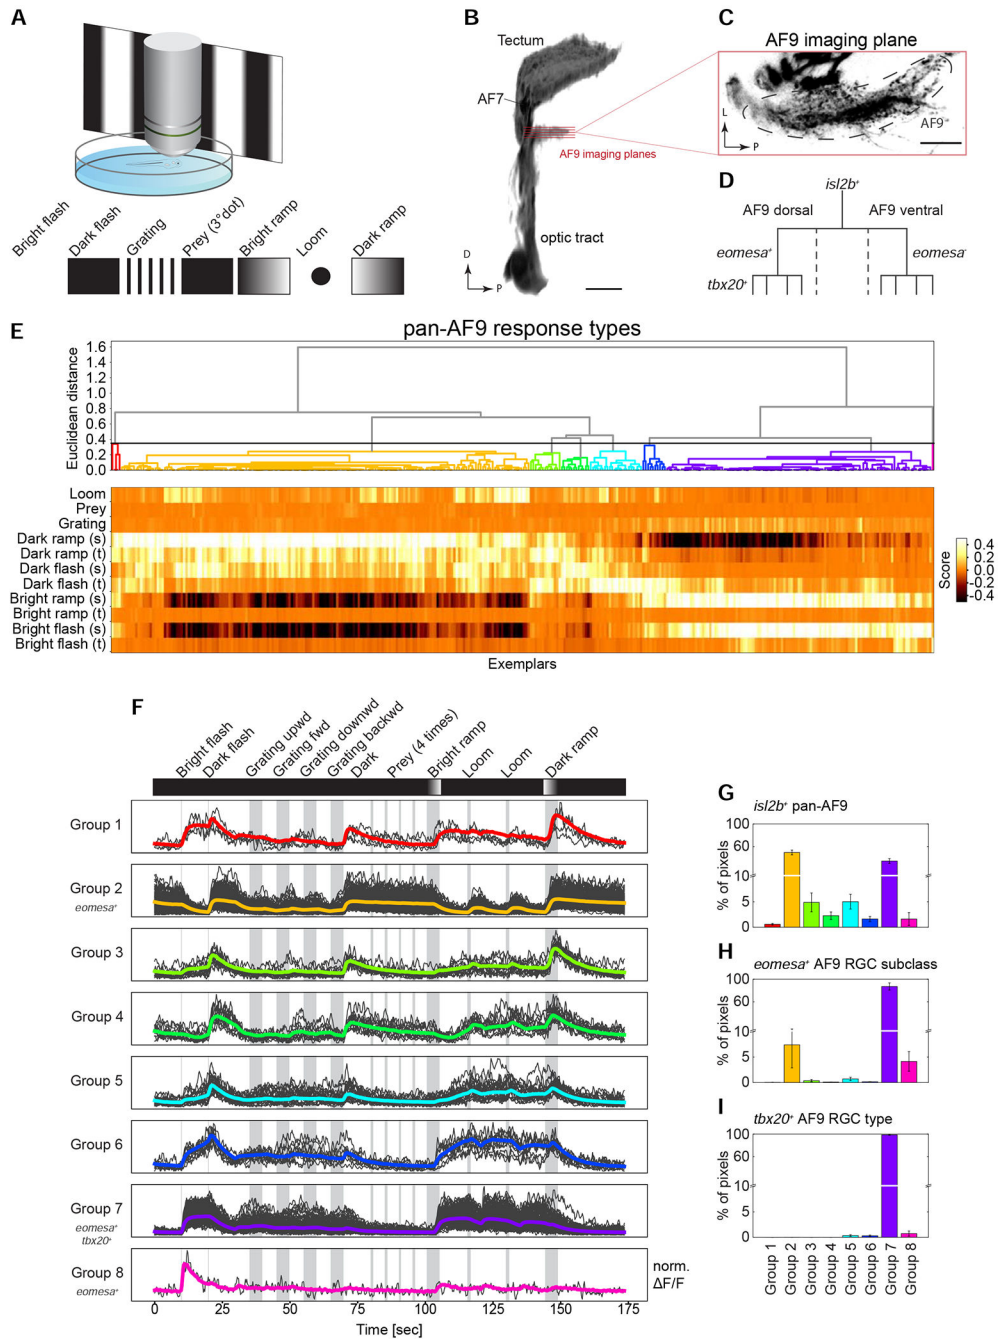 A
Bright flash
Dark flash
Grating
Prey (3°dot)
Bright ramp
Loom
Dark ramp
B
Tectum
AF7
AF9 imaging planes
optic tract
D
P
C
AF9 imaging plane
AF9
L
P
D
isl2b+
AF9 dorsal
AF9 ventral
eomesa+
eomesa-
tbx20+
E
pan-AF9 response types
Euclidean distance
1.6
1.4
1.2
1.0
0.8
0.6
0.4
0.2
0.0
Loom
Prey
Grating
Dark ramp (s)
Dark ramp (t)
Dark flash (s)
Dark flash (t)
Bright ramp (s)
Bright ramp (t)
Bright flash (s)
Bright flash (t)
Exemplars
Score
0.4
0.2
0.0
-0.2
-0.4
F
Bright flash
Dark flash
Grating upwd
Grating fwd
Grating downwd
Grating backwd
Dark
Prey (4 times)
Bright ramp
Loom
Loom
Dark ramp
Group 1
Group 2
eomesa+
Group 3
Group 4
Group 5
Group 6
Group 7
eomesa+
tbx20+
Group 8
eomesa+
norm.
ΔF/F
0 25 50 75 100 125 150 175
Time [sec]
G
isl2b+ pan-AF9
% of pixels
100
60
10
5
0
H
eomesa+ AF9 RGC subclass
% of pixels
100
60
10
5
0
I
tbx20+ AF9 RGC type
% of pixels
100
60
10
5
0
Group 1
Group 2
Group 3
Group 4
Group 5
Group 6
Group 7
Group 8